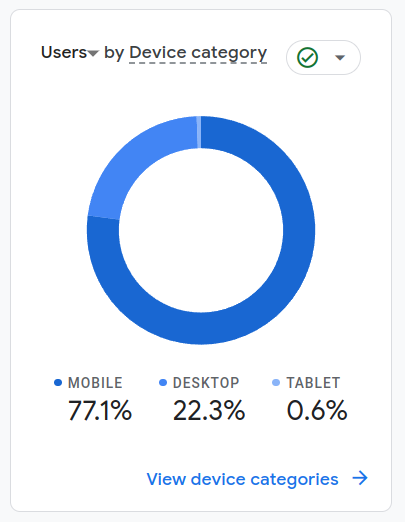 Users by Device category
MOBILE DESKTOP TABLET
77.1% 22.3% 0.6%
View device categories